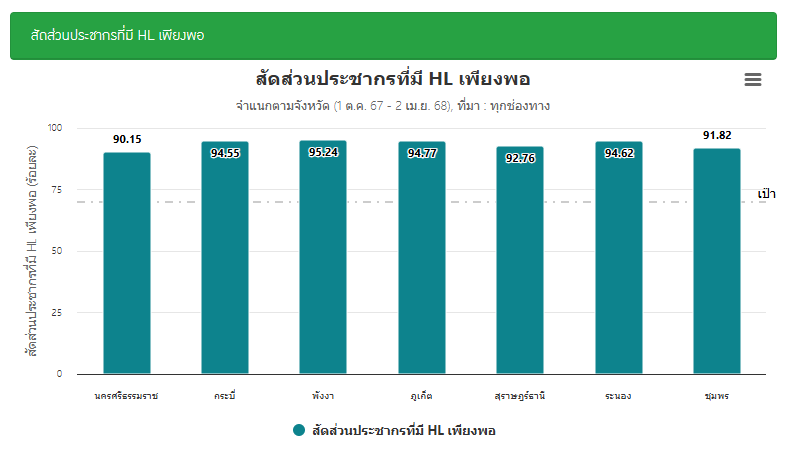 สัดส่วนประชากรที่มี HL เพียงพอ
สัดส่วนประชากรที่มี HL เพียงพอ
จำแนกตามจังหวัด (1 ต.ค. 67 - 2 เม.ย. 68), ที่มา : ทุกช่องทาง
สัดส่วนประชากรที่มี HL เพียงพอ (ร้อยละ)
100
75
50
25
0
90.15
94.55
95.24
94.77
92.76
94.62
91.82
เป้า
นครศรีธรรมราช
กระบี่
พังงา
ภูเก็ต
สุราษฎร์ธานี
ระนอง
ชุมพร
สัดส่วนประชากรที่มี HL เพียงพอ